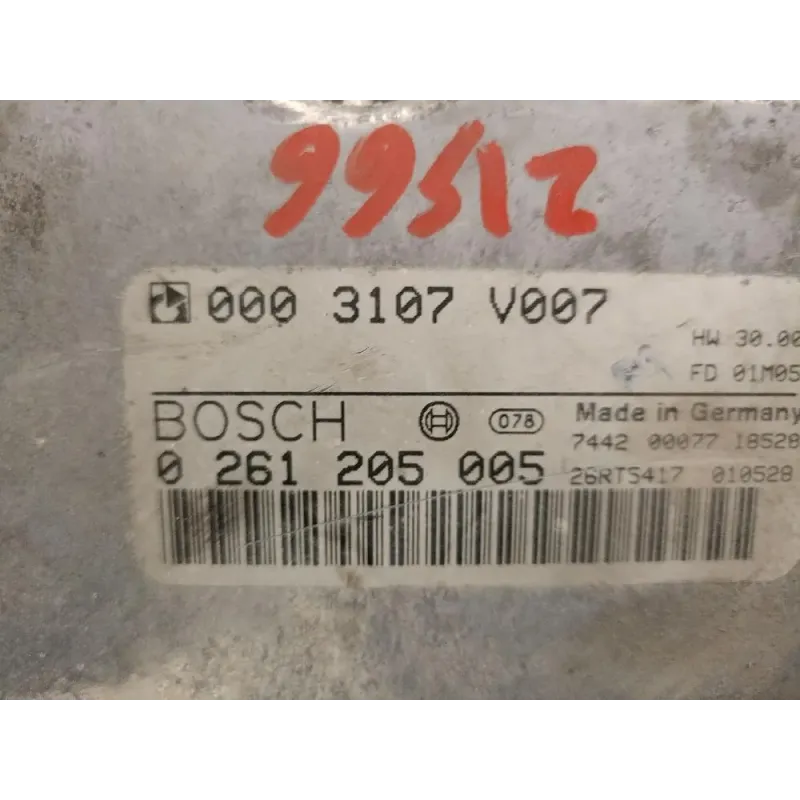 99512
000 3107 V007
HW 30.00
FD 01M05
BOSCH 078 Made in Germany
7442 00077 18528
0 261 205 005 26RTS417 010528